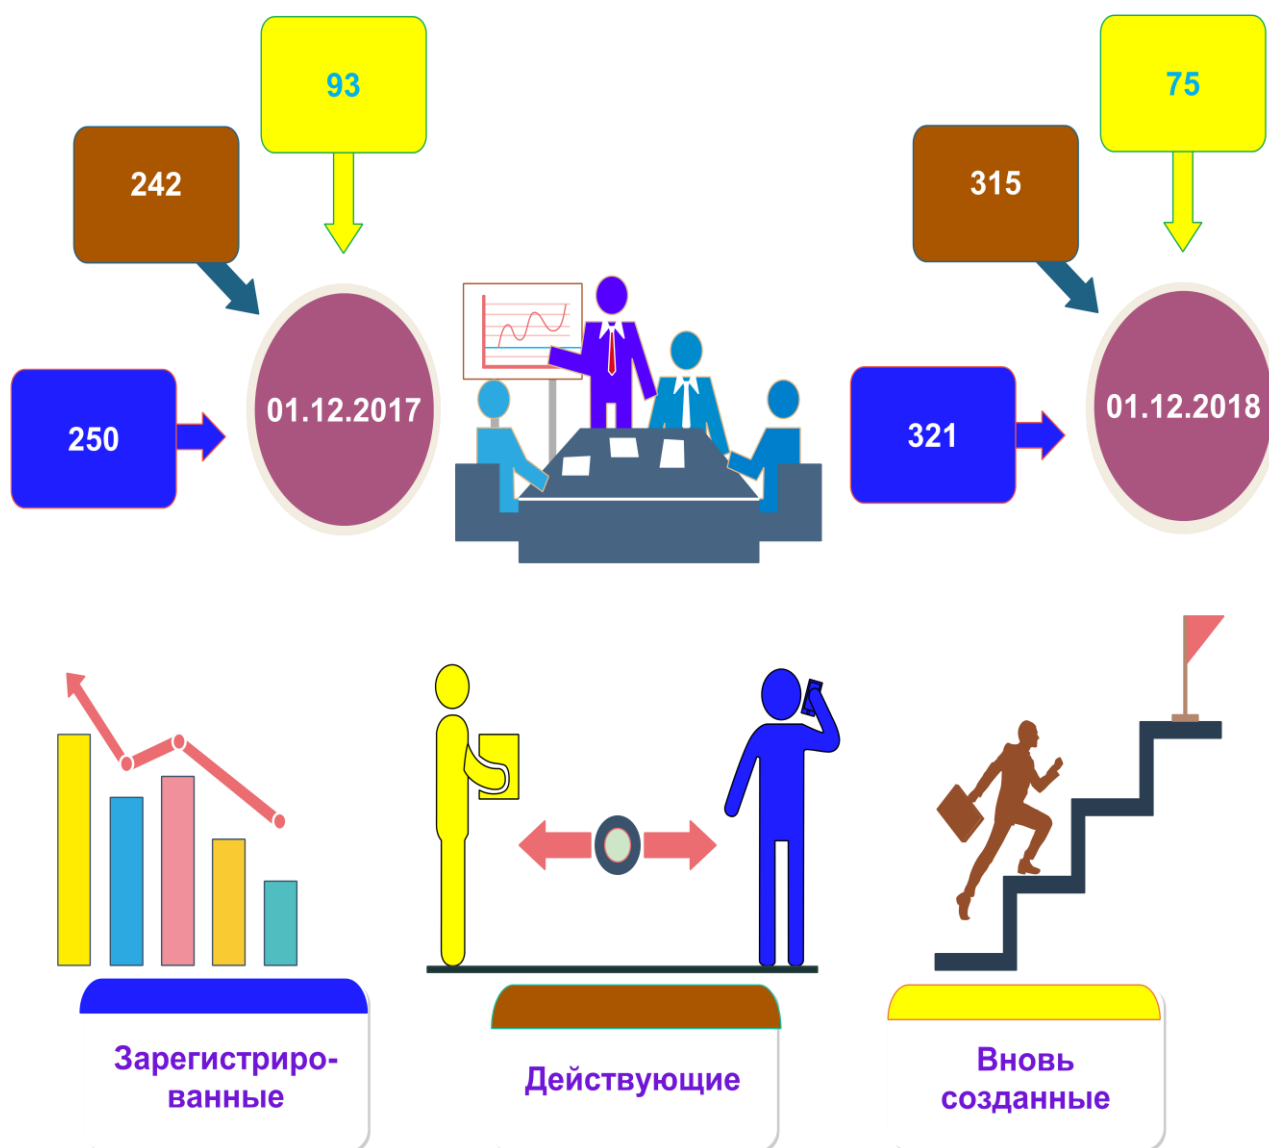 93
75
242
315
01.12.2017
01.12.2018
250
321
Зарегистриро-
ванные
Действующие
Вновь
созданные